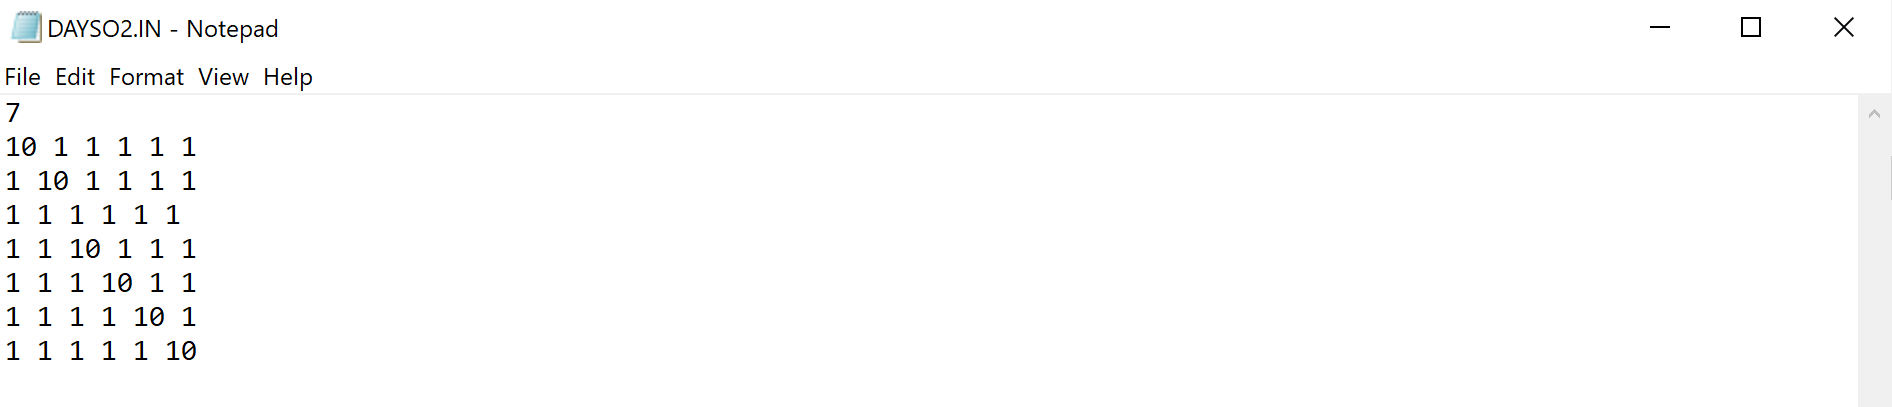 DAYSO2.IN - Notepad
File Edit Format View Help
7
10 1 1 1 1 1
1 10 1 1 1 1
1 1 1 1 1 1
1 1 10 1 1 1
1 1 1 10 1 1
1 1 1 1 10 1
1 1 1 1 1 10